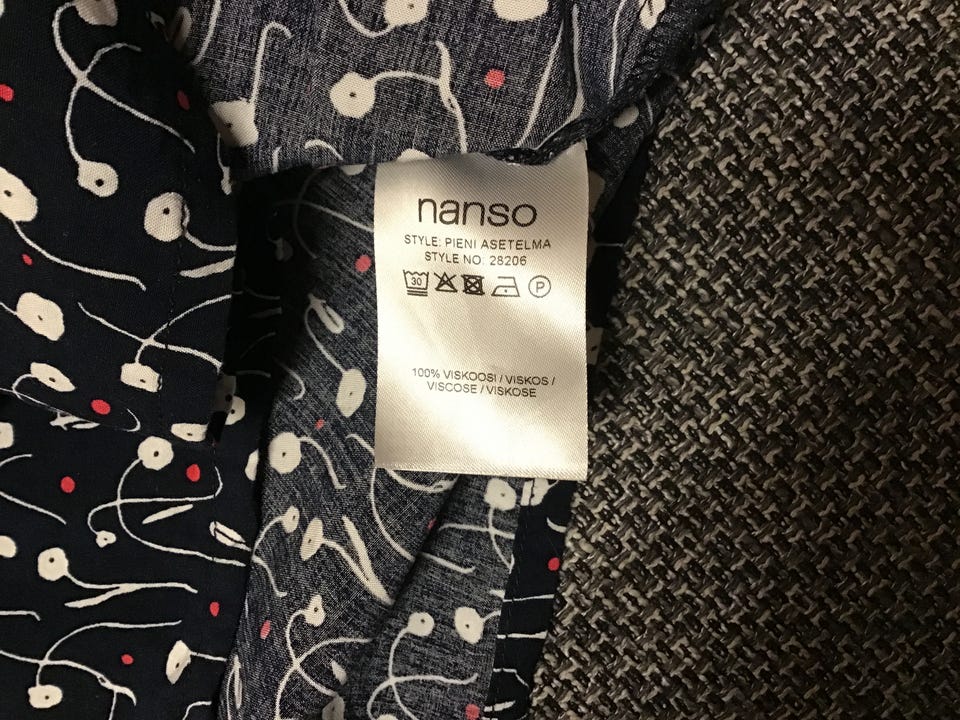 nanso
STYLE: PIENI ASETELMA
STYLE NO: 28206
30 P
100% VISKOOSI / VISKOS /
VISCOSE / VISKOSE